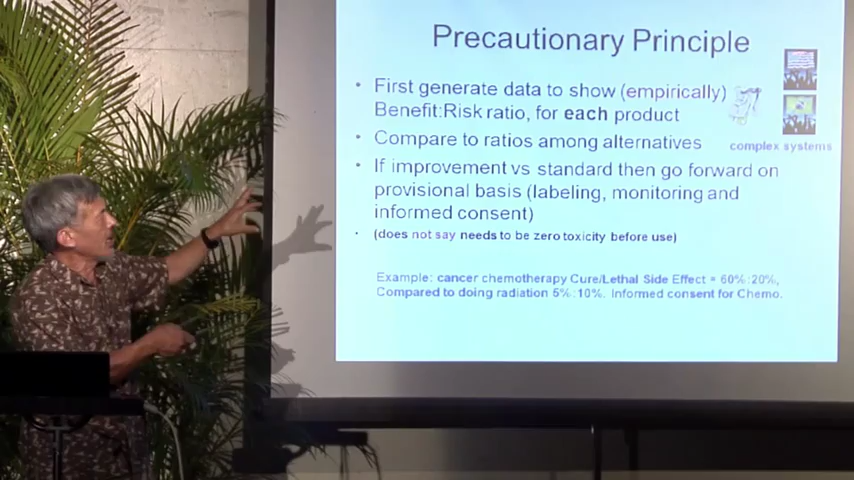 Precautionary Principle
• First generate data to show (empirically)
Benefit:Risk ratio, for each product
• Compare to ratios among alternatives
complex systems
• If improvement vs standard then go forward on
provisional basis (labeling, monitoring and
informed consent)
• (does not say needs to be zero toxicity before use)
Example: cancer chemotherapy Cure/Lethal Side Effect = 60%:20%,
Compared to doing radiation 5%:10%. Informed consent for Chemo.